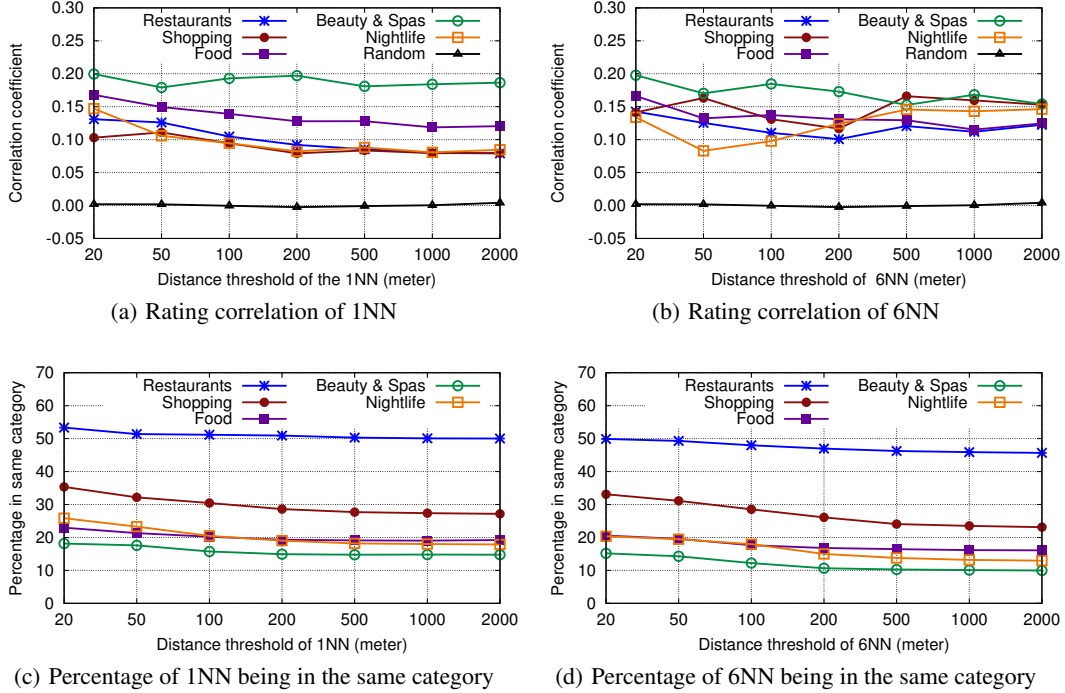 Correlation coefficient
0.30
0.25
0.20
0.15
0.10
0.05
0.00
-0.05
Restaurants
Shopping
Food
Beauty & Spas
Nightlife
Random
20 50 100 200 500 1000 2000
Distance threshold of the 1NN (meter)
(a) Rating correlation of 1NN
Correlation coefficient
0.30
0.25
0.20
0.15
0.10
0.05
0.00
-0.05
Restaurants
Shopping
Food
Beauty & Spas
Nightlife
Random
20 50 100 200 500 1000 2000
Distance threshold of 6NN (meter)
(b) Rating correlation of 6NN
Percentage in same category
70
60
50
40
30
20
10
0
Restaurants
Shopping
Food
Beauty & Spas
Nightlife
20 50 100 200 500 1000 2000
Distance threshold of 1NN (meter)
(c) Percentage of 1NN being in the same category
Percentage in same category
70
60
50
40
30
20
10
0
Restaurants
Shopping
Food
Beauty & Spas
Nightlife
20 50 100 200 500 1000 2000
Distance threshold of 6NN (meter)
(d) Percentage of 6NN being in the same category